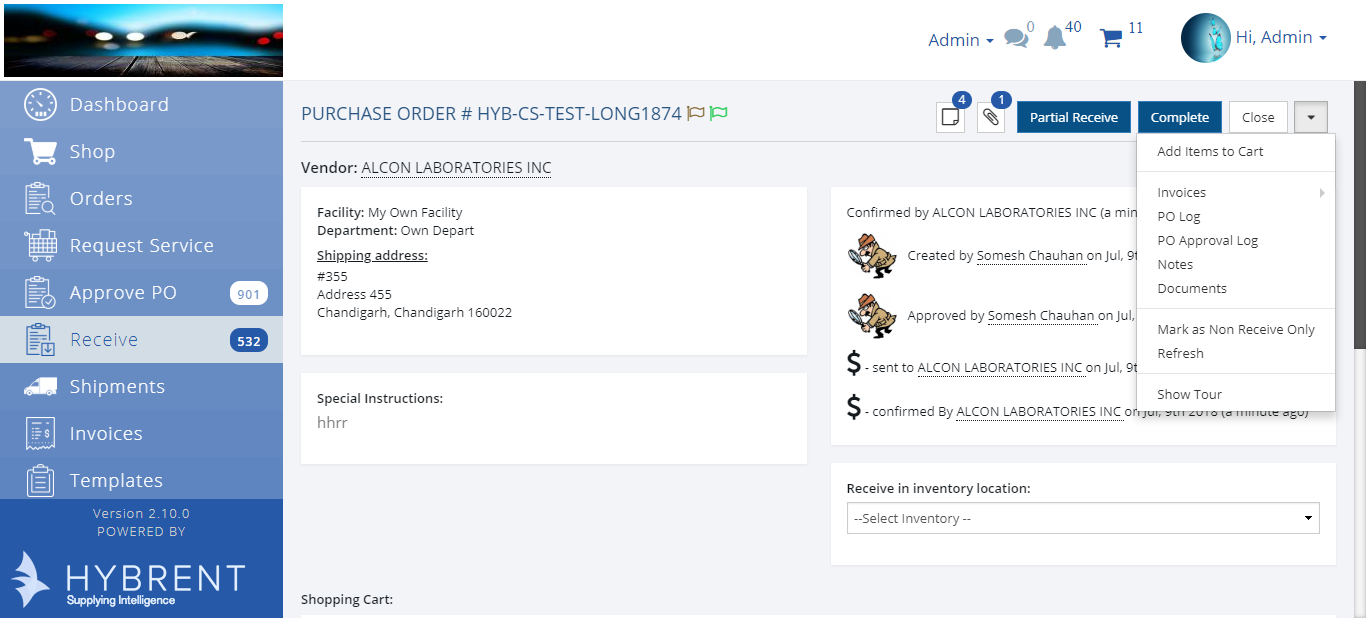 Admin
0
40
11
Hi, Admin
Dashboard
Shop
Orders
Request Service
Approve PO 901
Receive 532
Shipments
Invoices
Templates
Version 2.10.0
POWERED BY
HYBRENT
Supplying Intelligence
PURCHASE ORDER # HYB-CS-TEST-LONG1874
4
1
Partial Receive
Complete
Close
Add Items to Cart
Invoices
PO Log
PO Approval Log
Notes
Documents
Mark as Non Receive Only
Refresh
Show Tour
Vendor: ALCON LABORATORIES INC
Facility: My Own Facility
Department: Own Depart
Shipping address:
#355
Address 455
Chandigarh, Chandigarh 160022
Special Instructions:
hhrr
Confirmed by ALCON LABORATORIES INC (a min
Created by Somesh Chauhan on Jul, 9t
Approved by Somesh Chauhan on Jul,
$ - sent to ALCON LABORATORIES INC on Jul, 9t
$ - confirmed By ALCON LABORATORIES INC on Jul, 9th 2018 (a minute ago)
Receive in inventory location:
--Select Inventory --
Shopping Cart: